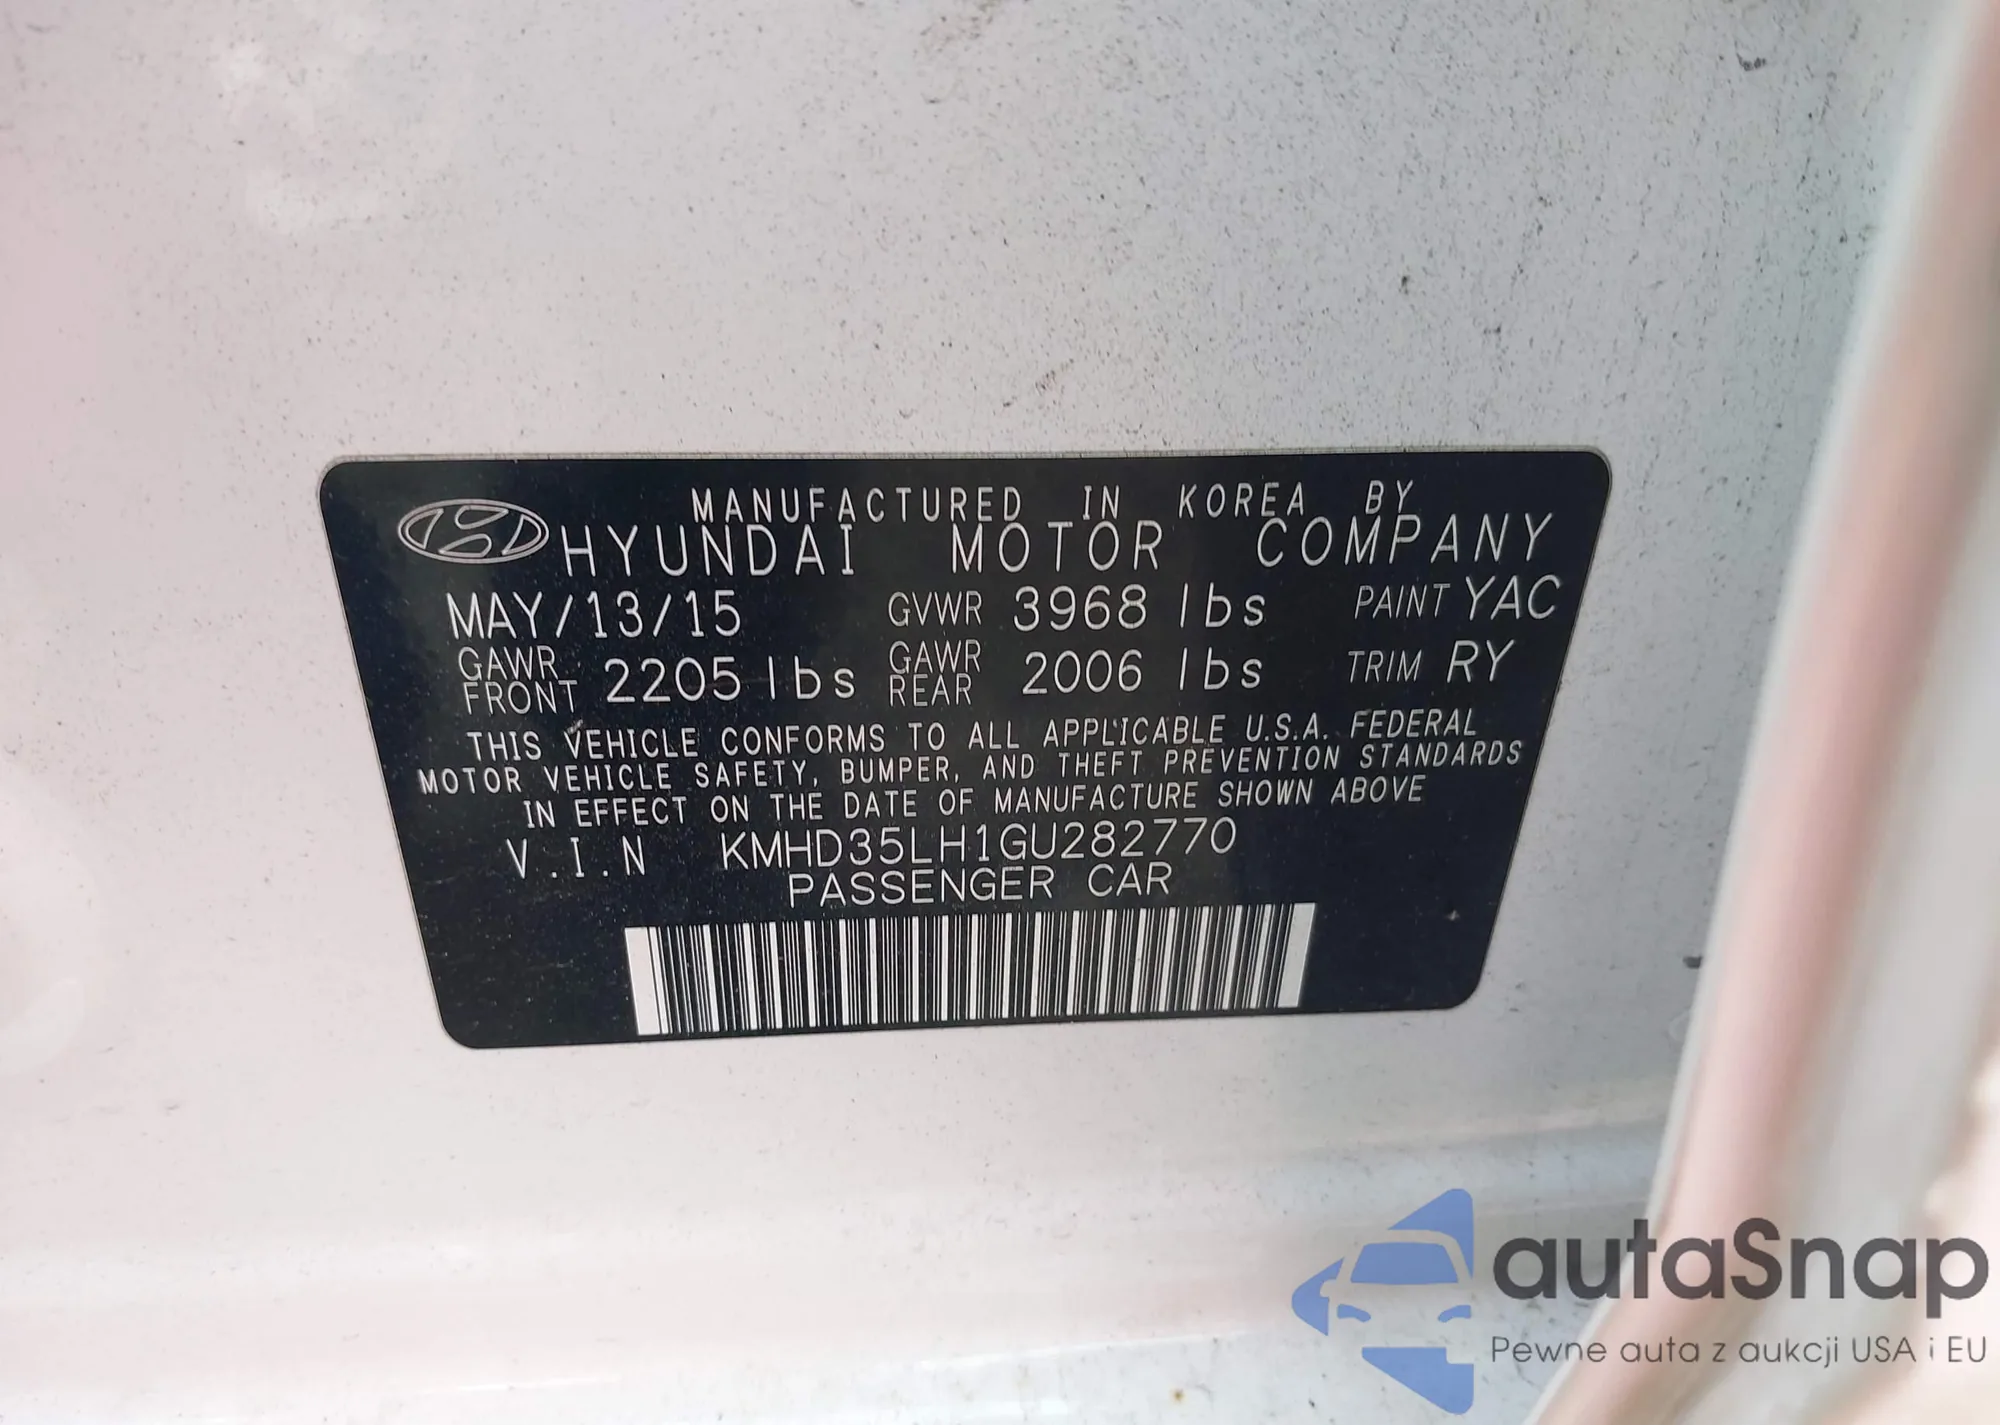 MANUFACTURED IN KOREA BY
HYUNDAI MOTOR COMPANY
MAY/13/15 GVWR 3968 lbs PAINT YAC
GAWR FRONT 2205 lbs GAWR REAR 2006 lbs TRIM RY
THIS VEHICLE CONFORMS TO ALL APPLICABLE U.S.A. FEDERAL
MOTOR VEHICLE SAFETY, BUMPER, AND THEFT PREVENTION STANDARDS
IN EFFECT ON THE DATE OF MANUFACTURE SHOWN ABOVE
V.I.N KMHD35LH1GU282770
PASSENGER CAR
autaSnap
Pewne auta z aukcji USA i EU